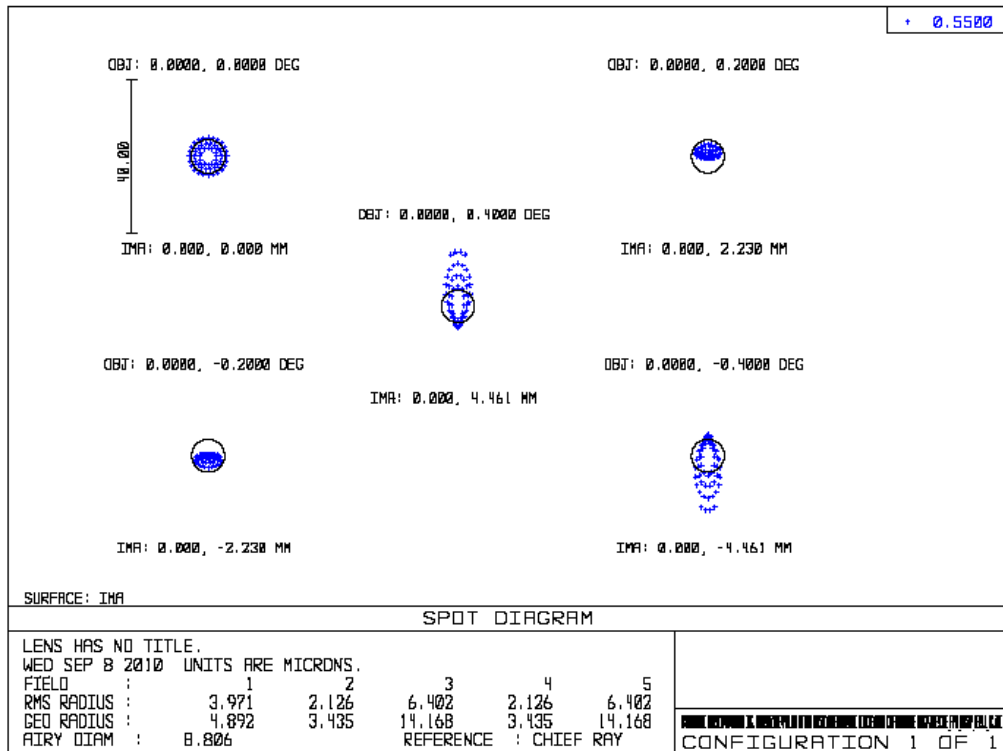 + 0.5500
OBJ: 0.0000, 0.0000 DEG
OBJ: 0.0000, 0.2000 DEG
40.00
OBJ: 0.0000, 0.4000 DEG
IMA: 0.000, 0.000 MM
IMA: 0.000, 2.230 MM
OBJ: 0.0000, -0.2000 DEG
OBJ: 0.0000, -0.4000 DEG
IMA: 0.000, 4.461 MM
IMA: 0.000, -2.230 MM
IMA: 0.000, -4.461 MM
SURFACE: IMA
SPOT DIAGRAM
LENS HAS NO TITLE.
WED SEP 8 2010 UNITS ARE MICRONS.
FIELD : 1 2 3 4 5
RMS RADIUS : 3.971 2.126 6.402 2.126 6.402
GEO RADIUS : 4.892 3.435 14.168 3.435 14.168
AIRY DIAM : 8.806 REFERENCE : CHIEF RAY
CONFIGURATION 1 OF 1